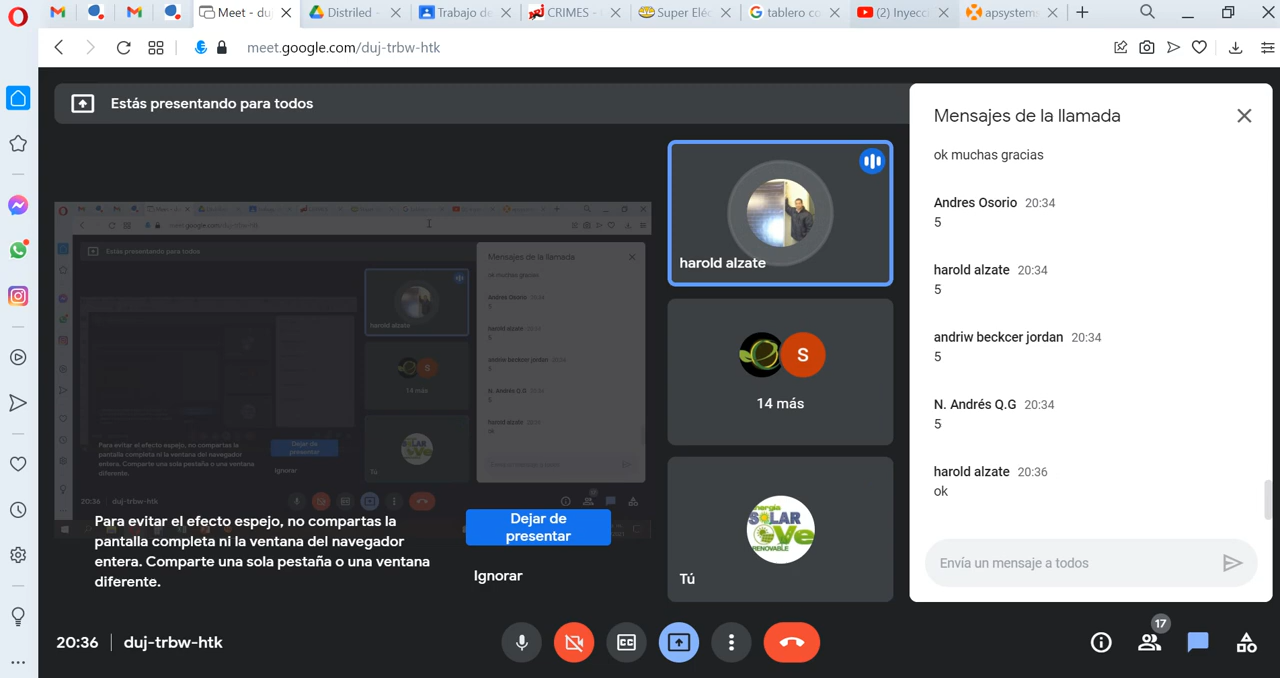 Meet - duj
Distriled -
Trabajo de
CRIMES -
Super Eléc
tablero co
(2) Inyecci
apsystems
meet.google.com/duj-trbw-htk
Estás presentando para todos
harold alzate
S
14 más
Tú
Para evitar el efecto espejo, no compartas la
pantalla completa ni la ventana del navegador
entera. Comparte una sola pestaña o una ventana
diferente.
Dejar de
presentar
Ignorar
Mensajes de la llamada
ok muchas gracias
Andres Osorio 20:34
5
harold alzate 20:34
5
andriw beckcer jordan 20:34
5
N. Andrés Q.G 20:34
5
harold alzate 20:36
ok
Envía un mensaje a todos
20:36 | duj-trbw-htk
17